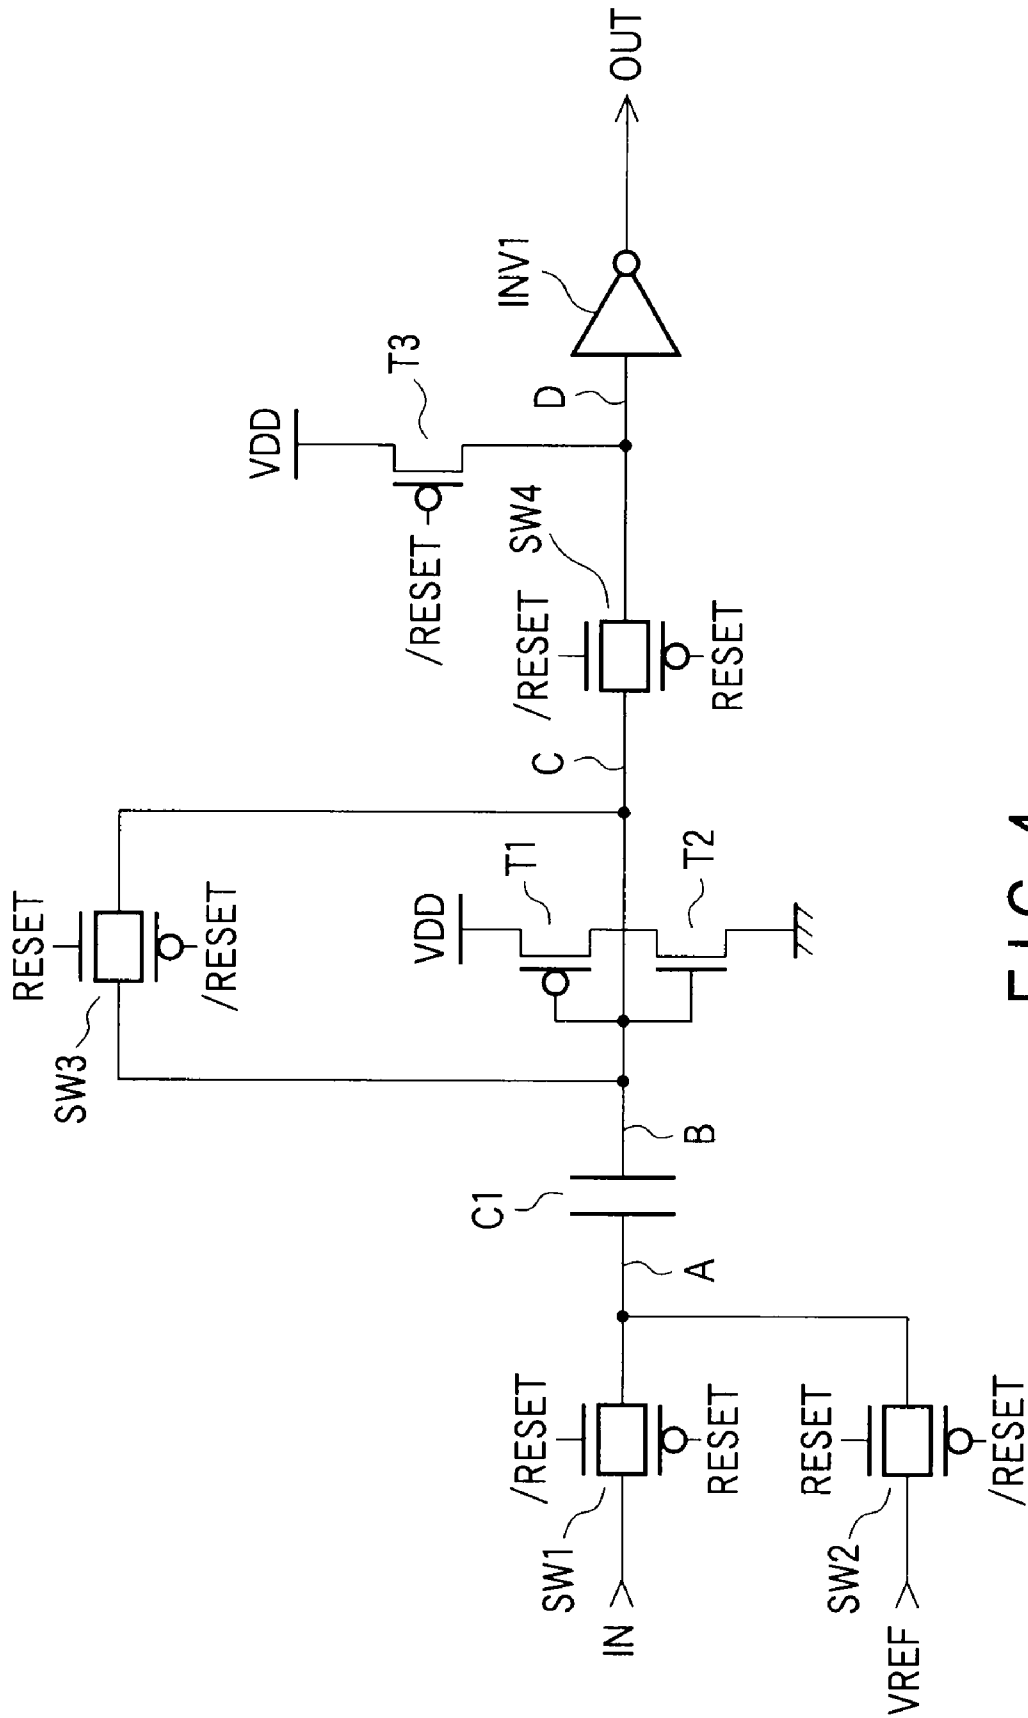 IN
SW1
/RESET
RESET
VREF
SW2
RESET
/RESET
A
C1
B
SW3
RESET
/RESET
VDD
T1
T2
C
/RESET
SW4
RESET
VDD
/RESET
T3
D
INV1
OUT